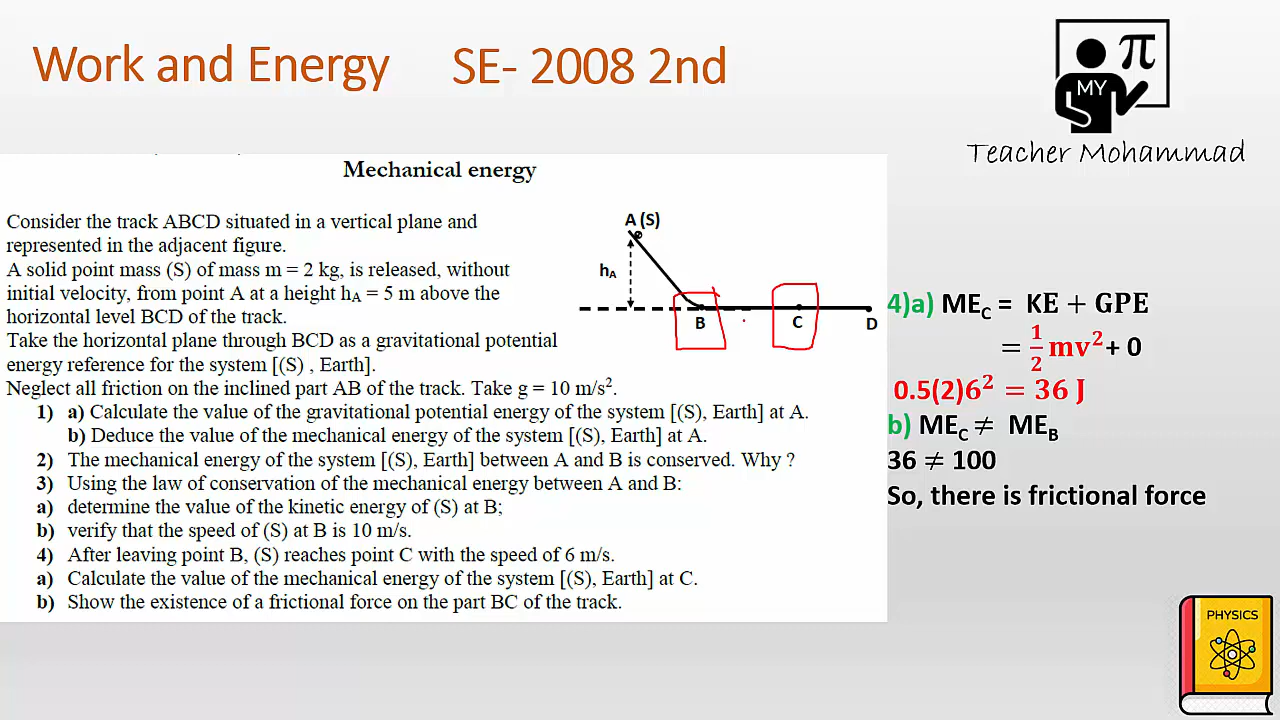 Work and Energy SE- 2008 2nd
π
MY
Teacher Mohammad
Mechanical energy
Consider the track ABCD situated in a vertical plane and
represented in the adjacent figure.
A solid point mass (S) of mass m = 2 kg, is released, without
initial velocity, from point A at a height hA = 5 m above the
horizontal level BCD of the track.
Take the horizontal plane through BCD as a gravitational potential
energy reference for the system [(S) , Earth].
Neglect all friction on the inclined part AB of the track. Take g = 10 m/s².
1) a) Calculate the value of the gravitational potential energy of the system [(S), Earth] at A.
b) Deduce the value of the mechanical energy of the system [(S), Earth] at A.
2) The mechanical energy of the system [(S), Earth] between A and B is conserved. Why ?
3) Using the law of conservation of the mechanical energy between A and B:
a) determine the value of the kinetic energy of (S) at B;
b) verify that the speed of (S) at B is 10 m/s.
4) After leaving point B, (S) reaches point C with the speed of 6 m/s.
a) Calculate the value of the mechanical energy of the system [(S), Earth] at C.
b) Show the existence of a frictional force on the part BC of the track.
A (S)
hA
B
C
D
4)a) MEC = KE + GPE
= 1/2 mv² + 0
0.5(2)6² = 36 J
b) MEC ≠ MEB
36 ≠ 100
So, there is frictional force
PHYSICS